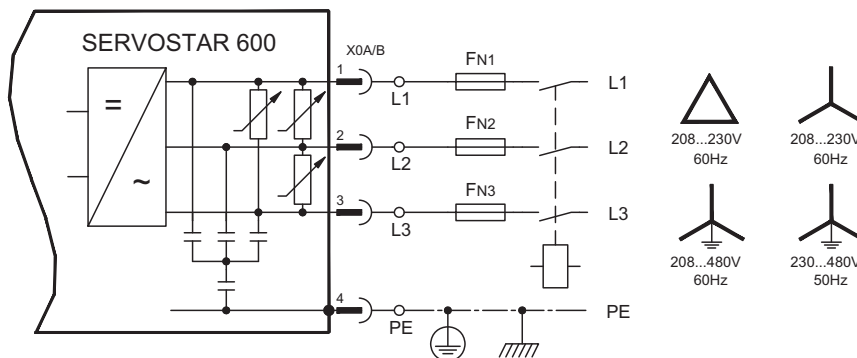 SERVOSTAR 600
X0A/B
1
L1
FN1
L1
2
L2
FN2
L2
3
L3
FN3
L3
4
PE
PE
=
~
208...230V
60Hz
208...230V
60Hz
208...480V
60Hz
230...480V
50Hz